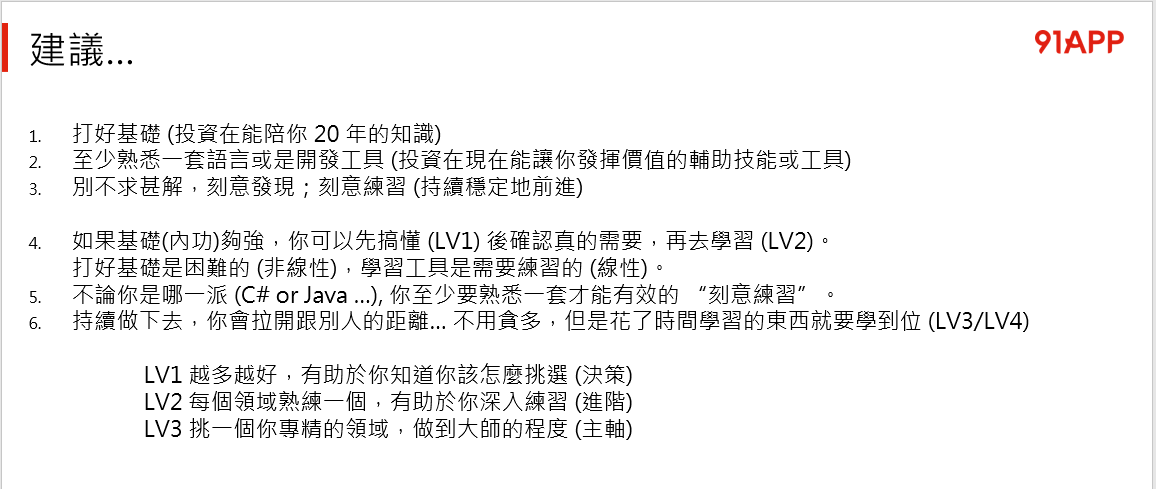 建議...
91APP
1. 打好基礎 (投資在能陪你 20 年的知識)
2. 至少熟悉一套語言或是開發工具 (投資在現在能讓你發揮價值的輔助技能或工具)
3. 別不求甚解，刻意發現；刻意練習 (持續穩定地前進)
4. 如果基礎(內功)夠強，你可以先搞懂 (LV1) 後確認真的需要，再去學習 (LV2)。
打好基礎是困難的 (非線性)，學習工具是需要練習的 (線性)。
5. 不論你是哪一派 (C# or Java ...), 你至少要熟悉一套才能有效的 “刻意練習” 。
6. 持續做下去，你會拉開跟別人的距離... 不用貪多，但是花了時間學習的東西就要學到位 (LV3/LV4)
LV1 越多越好，有助於你知道你該怎麼挑選 (決策)
LV2 每個領域熟練一個，有助於你深入練習 (進階)
LV3 挑一個你專精的領域，做到大師的程度 (主軸)